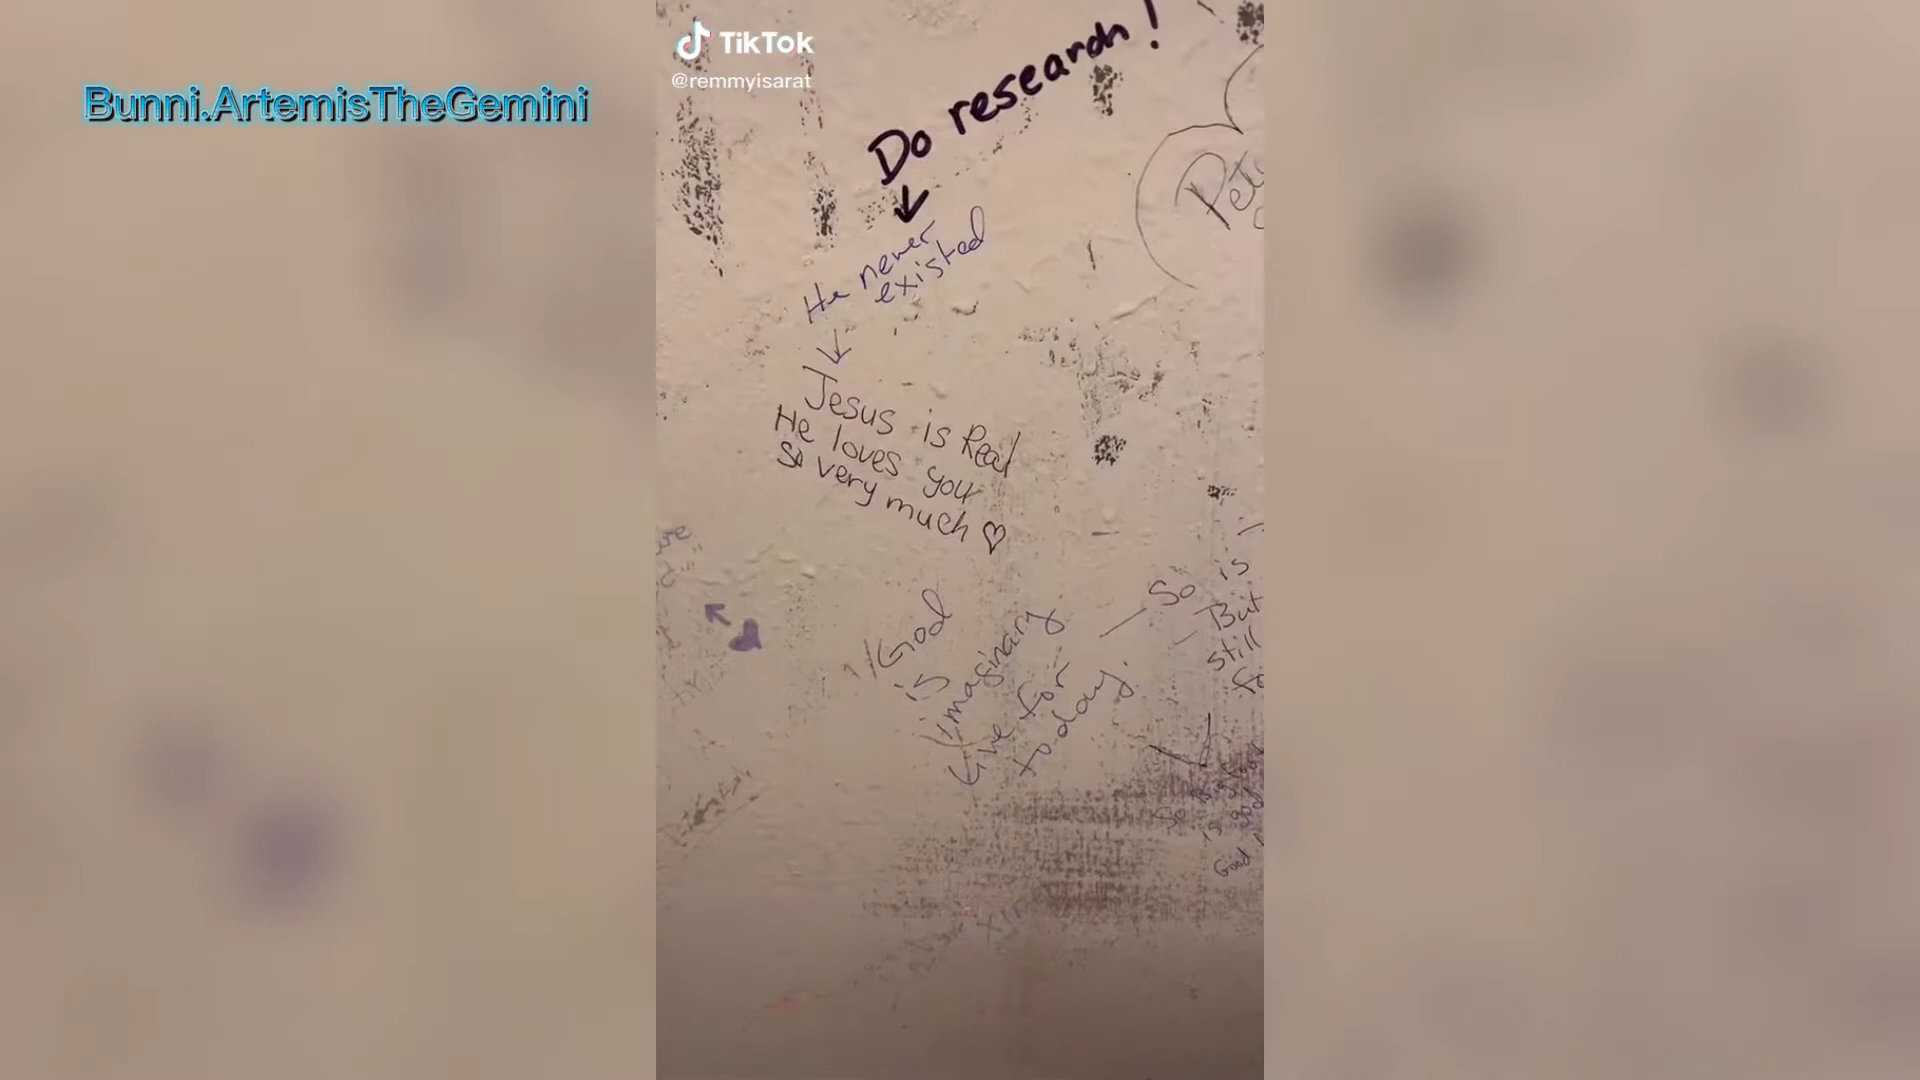 TikTok
@remmyisarat
Bunni.ArtemisTheGemini
Do research!
He never
existed
Jesus is Real
He loves you
so very much ♡
God
is
imaginary
Live for
today.
So is
But
still